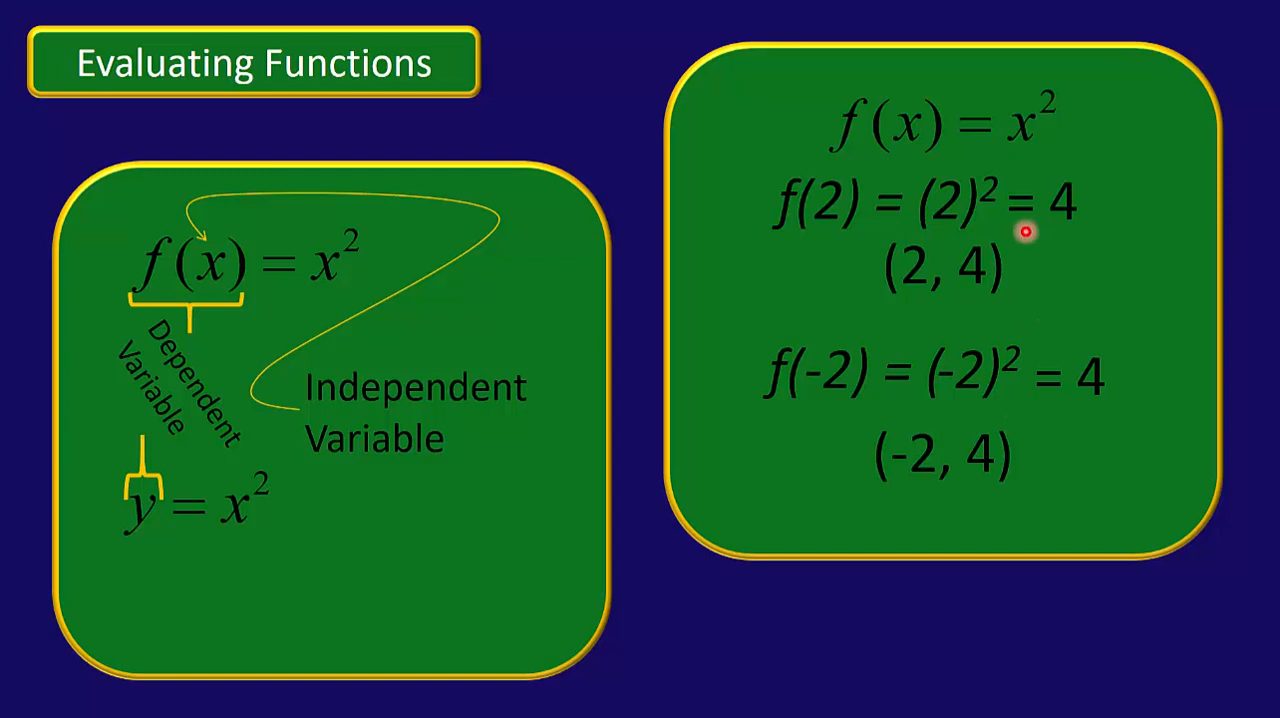 Evaluating Functions
f(x) = x²
Dependent
Variable
Independent
Variable
y = x²
f(x) = x²
f(2) = (2)² = 4
(2, 4)
f(-2) = (-2)² = 4
(-2, 4)